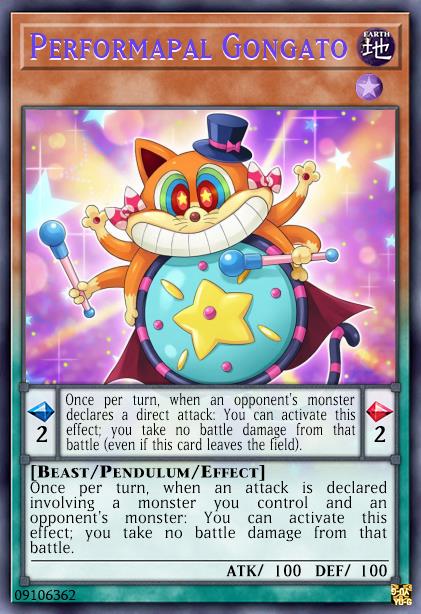 PERFORMAPAL GONGATO
EARTH
地
Once per turn, when an opponent's monster
declares a direct attack: You can activate this
effect; you take no battle damage from that
battle (even if this card leaves the field).
2
2
[BEAST/PENDULUM/EFFECT]
Once per turn, when an attack is declared
involving a monster you control and an
opponent's monster: You can activate this
effect; you take no battle damage from that
battle.
ATK/ 100 DEF/ 100
09106362